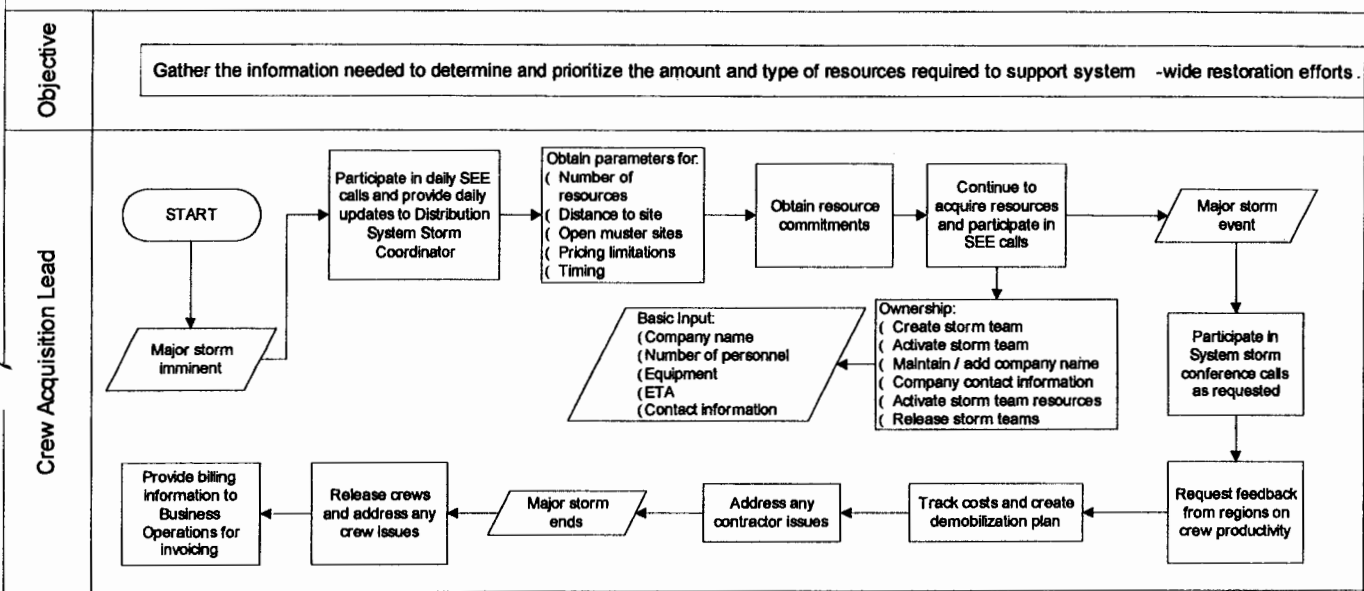 Objective
Gather the information needed to determine and prioritize the amount and type of resources required to support system -wide restoration efforts.
Crew Acquisition Lead
START
Major storm
imminent
Participate in daily SEE
calls and provide daily
updates to Distribution
System Storm
Coordinator
Obtain parameters for:
( Number of
resources
( Distance to site
( Open muster sites
( Pricing limitations
( Timing
Obtain resource
commitments
Continue to
acquire resources
and participate in
SEE calls
Major storm
event
Basic Input:
(Company name
(Number of personnel
(Equipment
(ETA
(Contact information
Ownership:
( Create storm team
( Activate storm team
( Maintain / add company name
( Company contact information
( Activate storm team resources
( Release storm teams
Participate in
System storm
conference calls
as requested
Request feedback
from regions on
crew productivity
Track costs and create
demobilization plan
Address any
contractor issues
Major storm
ends
Release crews
and address any
crew issues
Provide billing
information to
Business
Operations for
invoicing